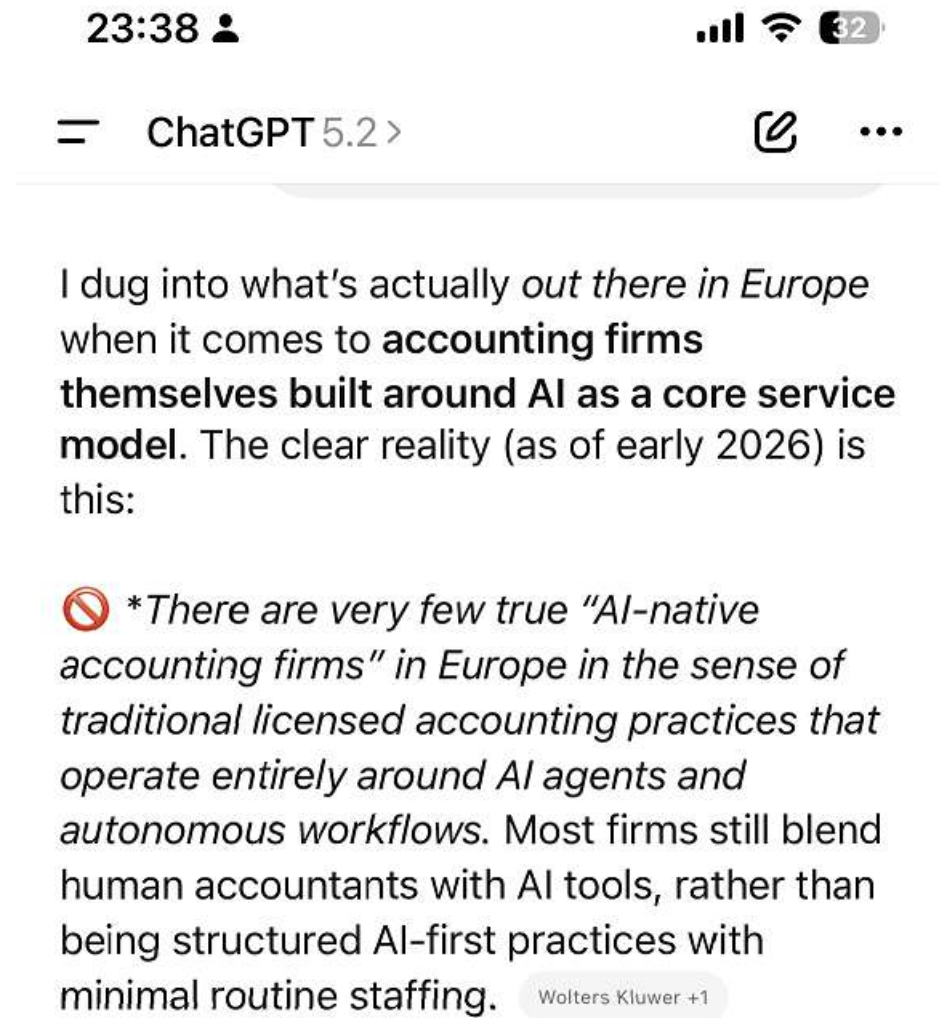 23:38
32
ChatGPT 5.2 >
I dug into what's actually out there in Europe
when it comes to accounting firms
themselves built around AI as a core service
model. The clear reality (as of early 2026) is
this:
🚫 *There are very few true "AI-native
accounting firms" in Europe in the sense of
traditional licensed accounting practices that
operate entirely around AI agents and
autonomous workflows. Most firms still blend
human accountants with AI tools, rather than
being structured AI-first practices with
minimal routine staffing. Wolters Kluwer +1